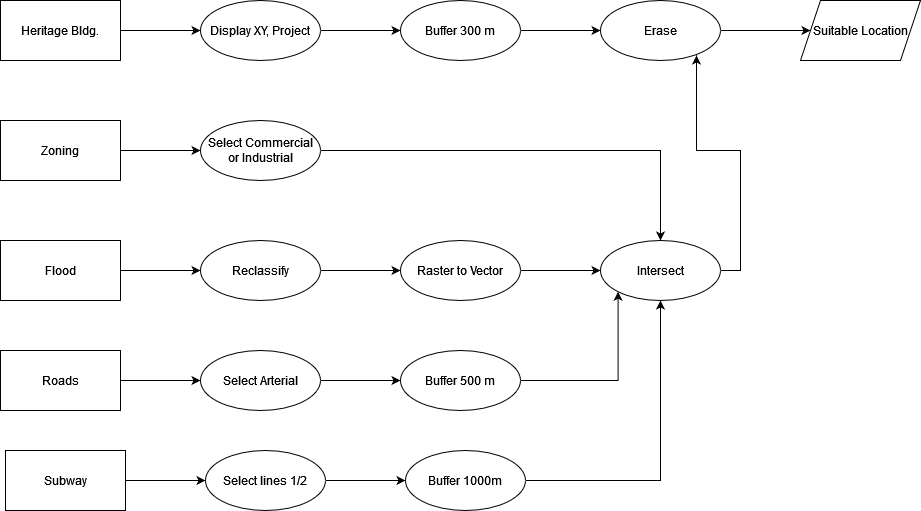 Heritage Bldg.
Display XY, Project
Buffer 300 m
Erase
Suitable Location
Zoning
Select Commercial
or Industrial
Flood
Reclassify
Raster to Vector
Intersect
Roads
Select Arterial
Buffer 500 m
Subway
Select lines 1/2
Buffer 1000m